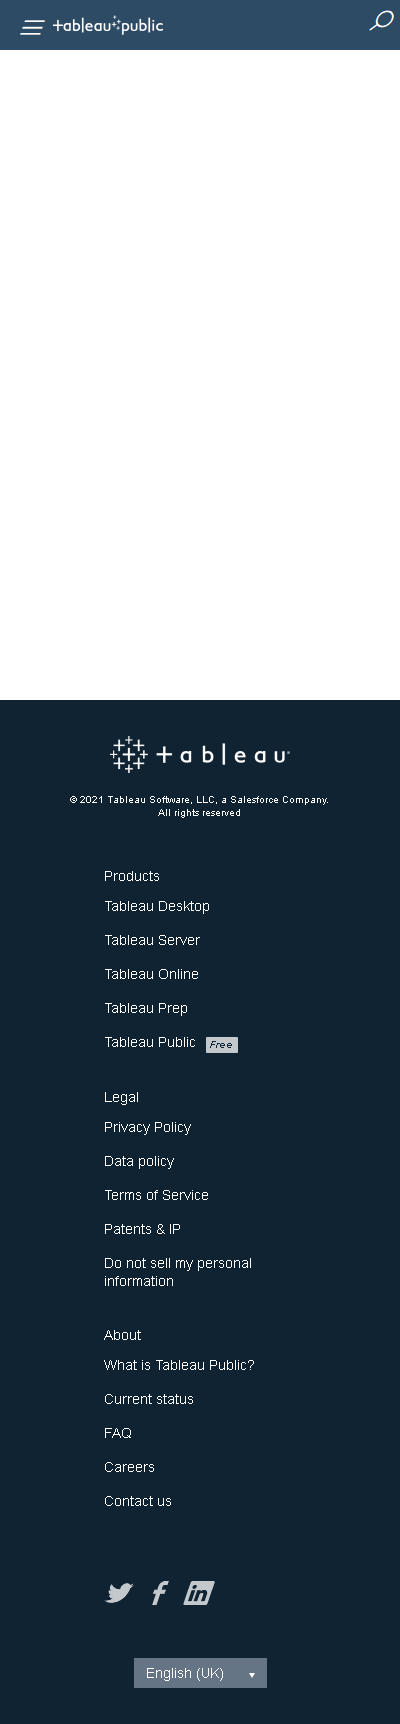 tableau public
tableau
© 2021 Tableau Software, LLC, a Salesforce Company.
All rights reserved
Products
Tableau Desktop
Tableau Server
Tableau Online
Tableau Prep
Tableau Public Free
Legal
Privacy Policy
Data policy
Terms of Service
Patents & IP
Do not sell my personal
information
About
What is Tableau Public?
Current status
FAQ
Careers
Contact us
English (UK)